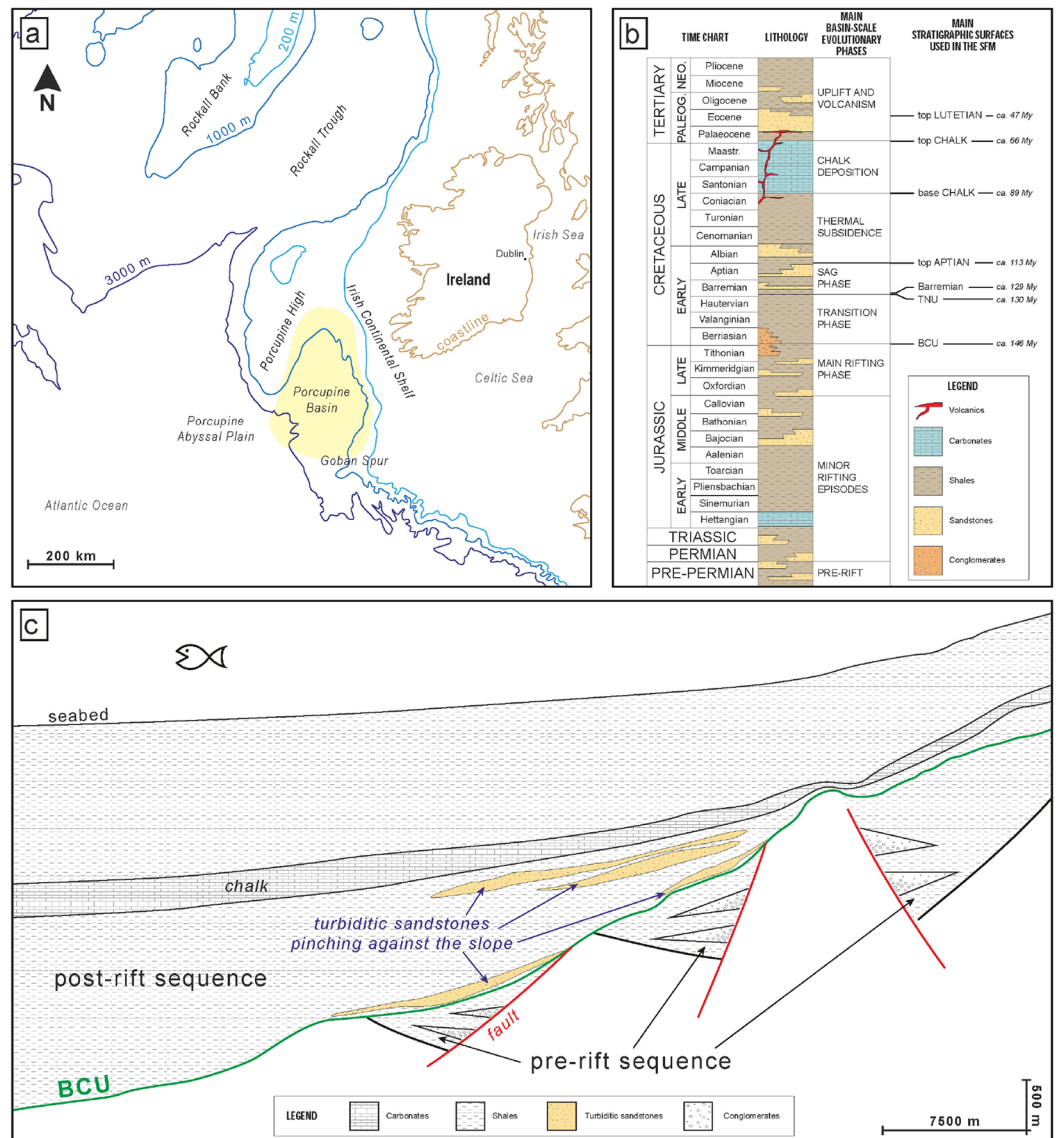 a
N
Rockall Bank
1000 m
200 m
Rockall Trough
3000 m
Irish Sea
Dublin
Ireland
coastline
Porcupine High
Irish Continental Shelf
Celtic Sea
Porcupine
Basin
Porcupine
Abyssal Plain
Goban Spur
Atlantic Ocean
200 km
b
TIME CHART
LITHOLOGY
MAIN
BASIN-SCALE
EVOLUTIONARY
PHASES
MAIN
STRATIGRAPHIC SURFACES
USED IN THE SFM
TERTIARY
NEO.
PALEOG.
Pliocene
Miocene
Oligocene
Eocene
Palaeocene
UPLIFT AND
VOLCANISM
top LUTETIAN ca. 47 My
top CHALK ca. 66 My
CRETACEOUS
LATE
Maastr.
Campanian
Santonian
Coniacian
Turonian
Cenomanian
CHALK
DEPOSITION
base CHALK ca. 89 My
THERMAL
SUBSIDENCE
EARLY
Albian
Aptian
Barremian
Hautervian
Valanginian
Berriasian
top APTIAN ca. 113 My
SAG
PHASE
Barremian ca. 129 My
TNU ca. 130 My
TRANSITION
PHASE
BCU ca. 146 My
JURASSIC
LATE
Tithonian
Kimmeridgian
Oxfordian
MAIN RIFTING
PHASE
MIDDLE
Callovian
Bathonian
Bajocian
Aalenian
EARLY
Toarcian
Pliensbachian
Sinemurian
Hettangian
MINOR
RIFTING
EPISODES
TRIASSIC
PERMIAN
PRE-PERMIAN
PRE-RIFT
LEGEND
Volcanics
Carbonates
Shales
Sandstones
Conglomerates
c
seabed
chalk
turbiditic sandstones
pinching against the slope
post-rift sequence
fault
pre-rift sequence
BCU
LEGEND
Carbonates
Shales
Turbiditic sandstones
Conglomerates
7500 m
500 m